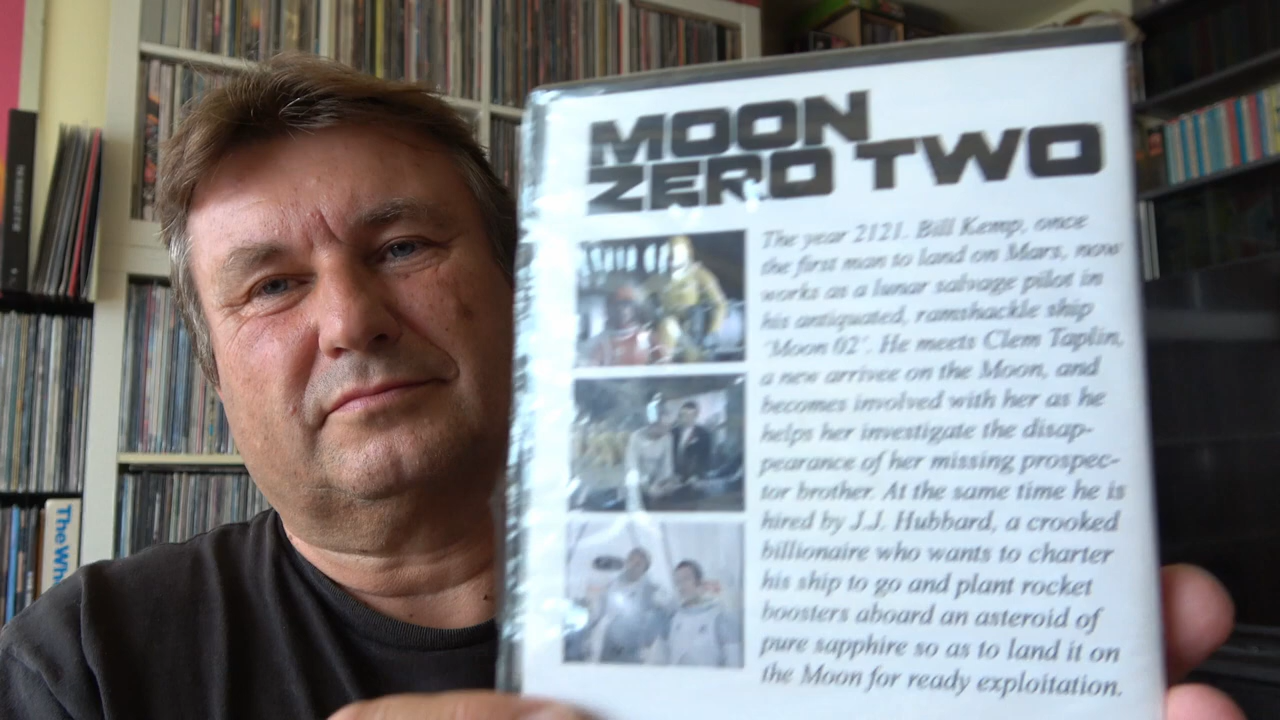 MOON
ZERO TWO
The year 2121. Bill Kemp, once
the first man to land on Mars, now
works as a lunar salvage pilot in
his antiquated, ramshackle ship
'Moon 02'. He meets Clem Taplin,
a new arrivee on the Moon, and
becomes involved with her as he
helps her investigate the disap-
pearance of her missing prospec-
tor brother. At the same time he is
hired by J.J. Hubbard, a crooked
billionaire who wants to charter
his ship to go and plant rocket
boosters aboard an asteroid of
pure sapphire so as to land it on
the Moon for ready exploitation.
The Wh